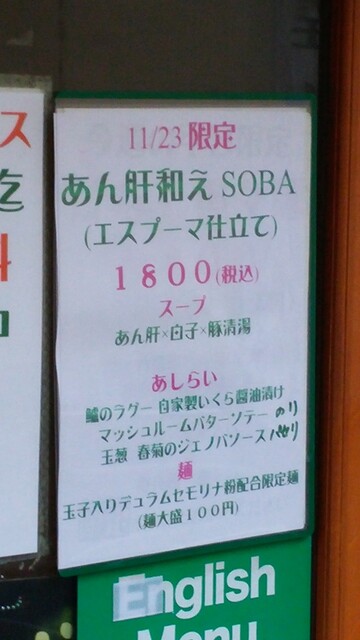 ス
迄
料
11/23 限定
あん肝和え SOBA
(エスプーマ仕立て)
１８００(税込)
スープ
あん肝×白子×豚清湯
あしらい
鱸のラグー 自家製いくら醤油漬け
マッシュルームバターソテー のり
玉葱 春菊のジェノバソース パセリ
麺
玉子入りデュラムセモリナ粉配合限定麺
(麺大盛１００円)
English
Menu